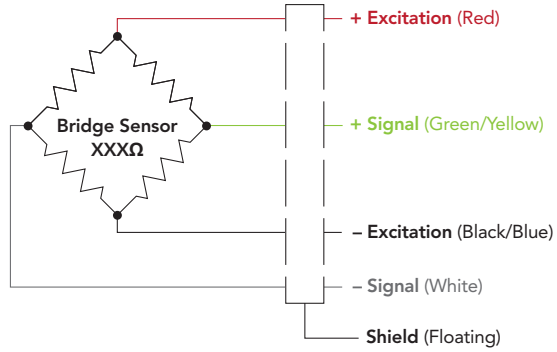 + Excitation (Red)
Bridge Sensor
XXXΩ
+ Signal (Green/Yellow)
– Excitation (Black/Blue)
– Signal (White)
Shield (Floating)